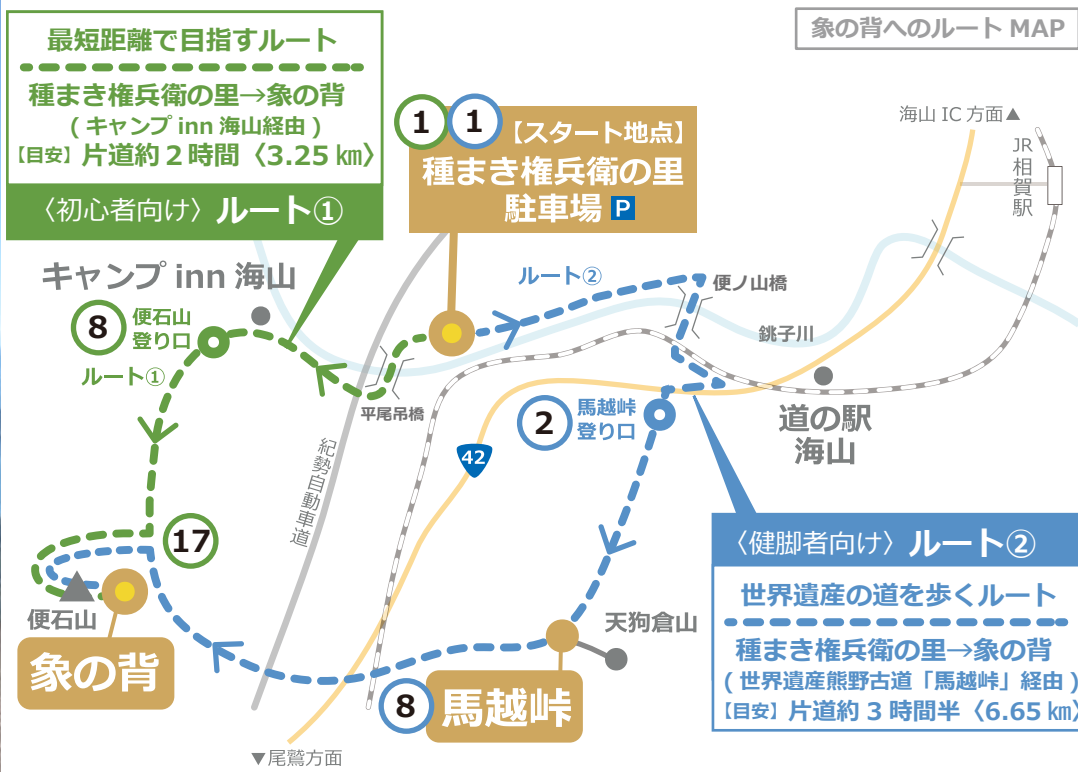 象の背へのルート MAP
最短距離で目指すルート
種まき権兵衛の里→象の背
( キャンプ inn 海山経由 )
【目安】片道約 2 時間〈3.25 ㎞〉
〈初心者向け〉ルート①
1
1
【スタート地点】
種まき権兵衛の里
駐車場 P
海山 IC 方面▲
JR
相賀駅
キャンプ inn 海山
8
便石山
登り口
ルート①
ルート②
便ノ山橋
銚子川
平尾吊橋
2
馬越峠
登り口
道の駅
海山
42
紀勢自動車道
17
便石山
象の背
天狗倉山
8
馬越峠
▼尾鷲方面
〈健脚者向け〉ルート②
世界遺産の道を歩くルート
種まき権兵衛の里→象の背
( 世界遺産熊野古道「馬越峠」経由 )
【目安】片道約 3 時間半〈6.65 ㎞〉